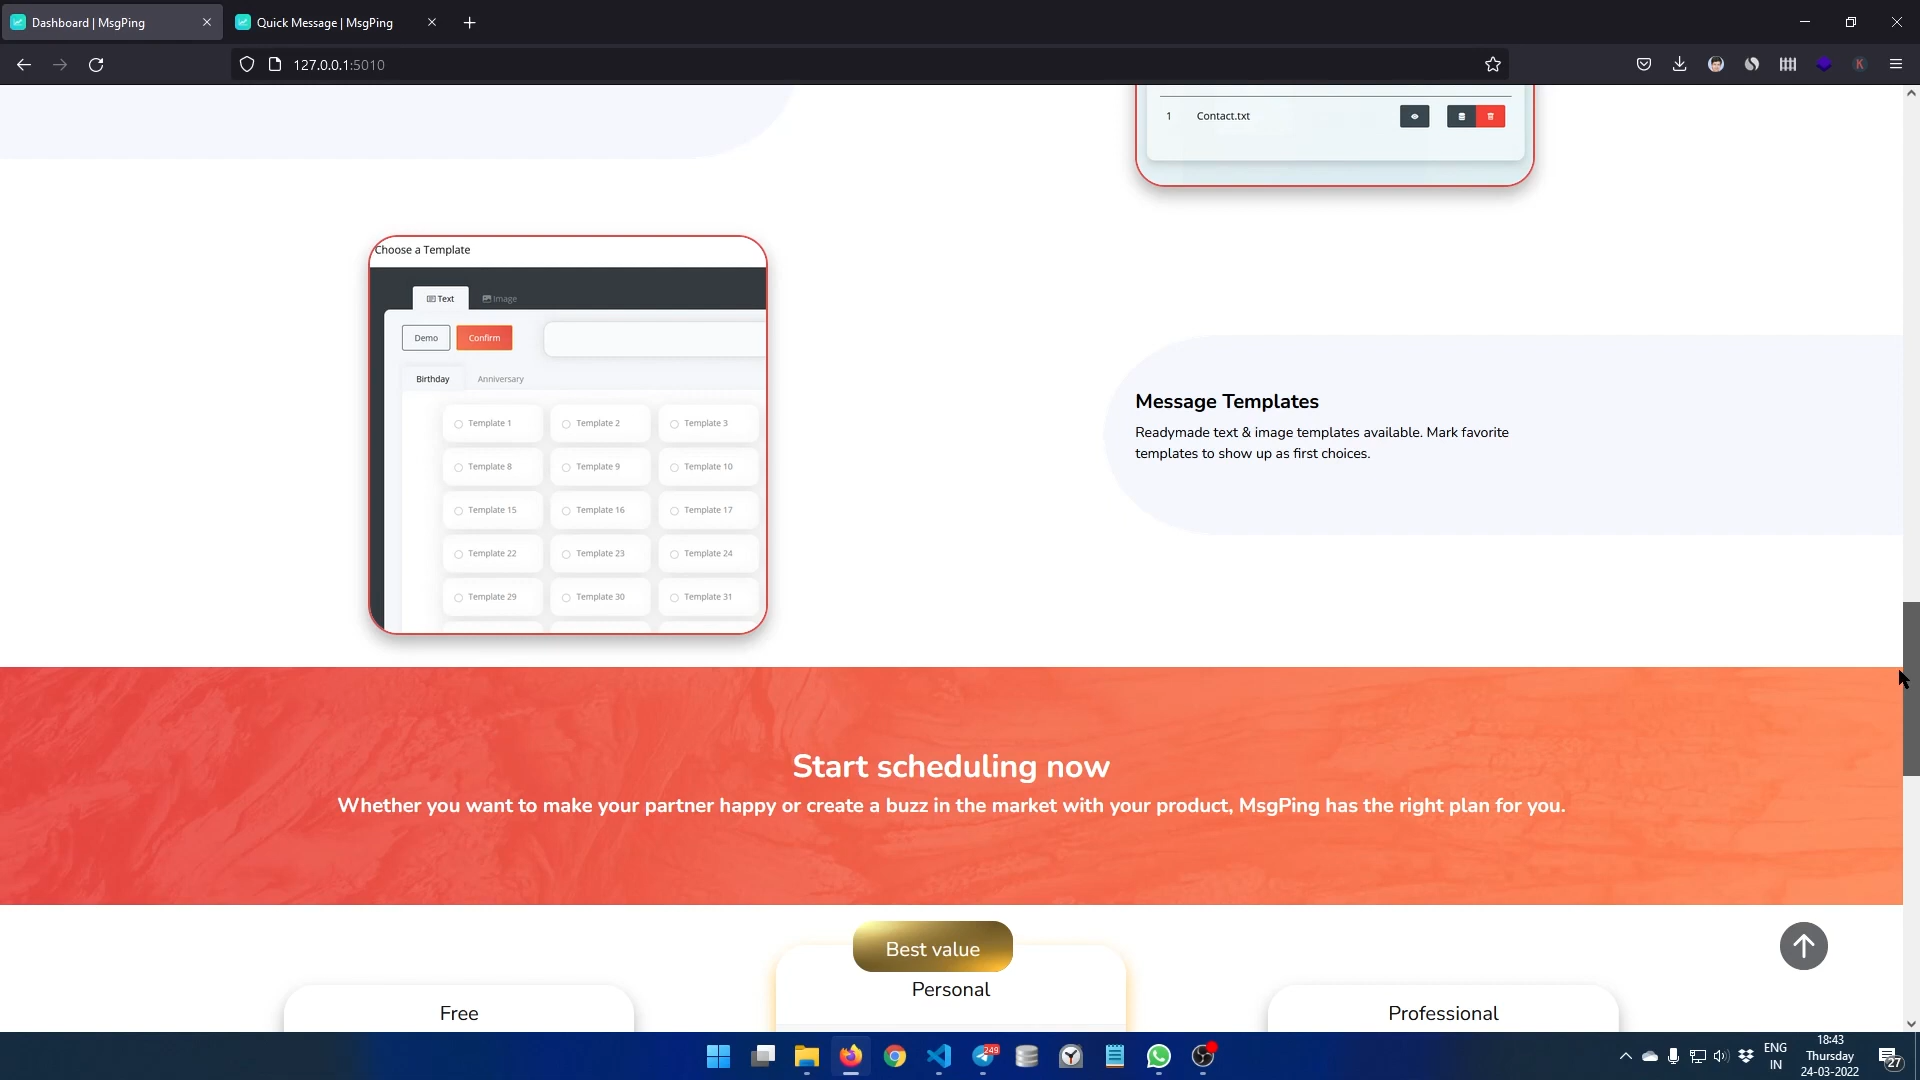 Dashboard | MsgPing
Quick Message | MsgPing
127.0.0.1:5010
K
1 Contact.txt
Choose a Template
Text Image
Demo Confirm
Birthday Anniversary
Template 1 Template 2 Template 3
Template 8 Template 9 Template 10
Template 15 Template 16 Template 17
Template 22 Template 23 Template 24
Template 29 Template 30 Template 31
Message Templates
Readymade text & image templates available. Mark favorite
templates to show up as first choices.
Start scheduling now
Whether you want to make your partner happy or create a buzz in the market with your product, MsgPing has the right plan for you.
Best value
Free
Personal
Professional
249
ENG
IN
18:43
Thursday
24-03-2022
27